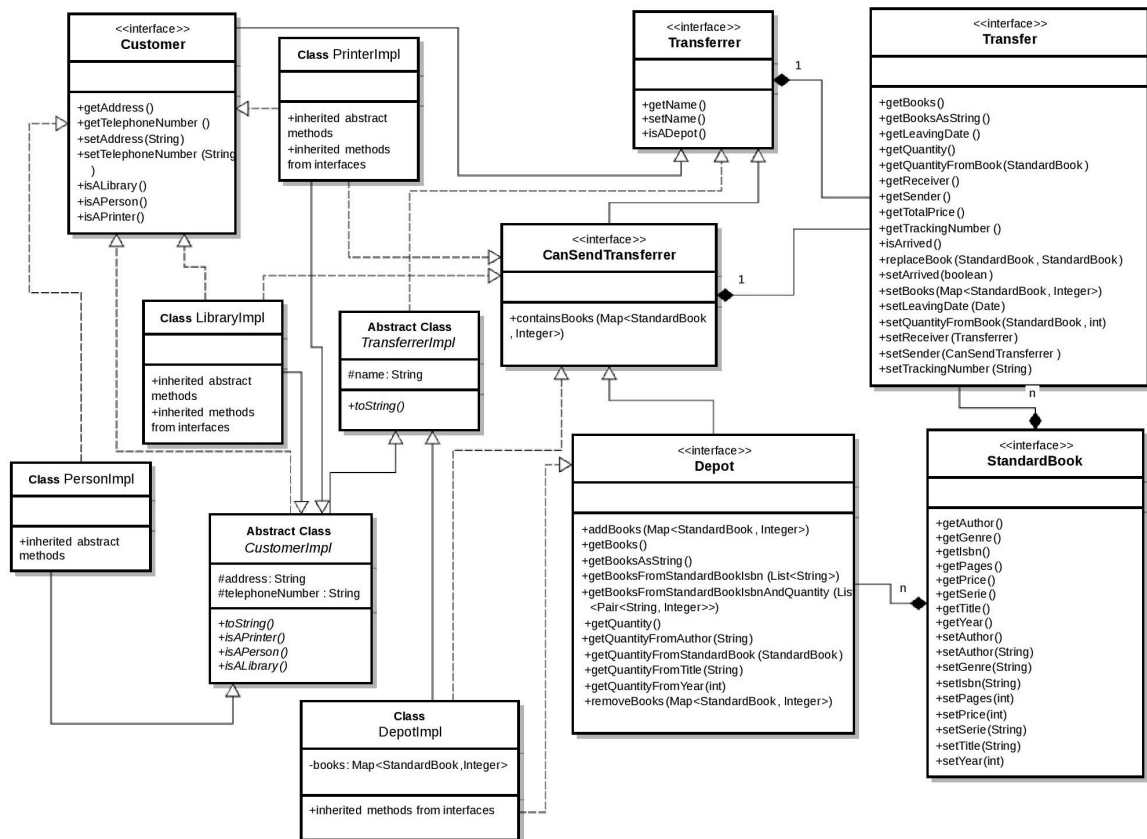 <<interface>>
Customer
+getAddress()
+getTelephoneNumber ()
+setAddress(String)
+setTelephoneNumber (String
)
+isALibrary()
+isAPerson()
+isAPrinter()
Class PrinterImpl
+inherited abstract
methods
+inherited methods
from interfaces
<<interface>>
Transferrer
+getName()
+setName()
+isADepot()
1
<<interface>>
Transfer
+getBooks()
+getBooksAsString()
+getLeavingDate ()
+getQuantity()
+getQuantityFromBook(StandardBook)
+getReceiver()
+getSender()
+getTotalPrice()
+getTrackingNumber ()
+isArrived()
+replaceBook(StandardBook, StandardBook)
+setArrived(boolean)
+setBooks(Map<StandardBook, Integer>)
+setLeavingDate (Date)
+setQuantityFromBook(StandardBook, int)
+setReceiver(Transferrer)
+setSender(CanSendTransferrer )
+setTrackingNumber (String)
n
<<interface>>
CanSendTransferrer
+containsBooks(Map<StandardBook
, Integer>)
1
Class LibraryImpl
+inherited abstract
methods
+inherited methods
from interfaces
Abstract Class
TransferrerImpl
#name: String
+toString()
Class PersonImpl
+inherited abstract
methods
Abstract Class
CustomerImpl
#address: String
#telephoneNumber : String
+toString()
+isAPrinter()
+isAPerson()
+isALibrary()
<<interface>>
Depot
+addBooks(Map<StandardBook, Integer>)
+getBooks()
+getBooksAsString()
+getBooksFromStandardBookIsbn (List<String>)
+getBooksFromStandardBookIsbnAndQuantity (Lis
<Pair<String, Integer>>)
+getQuantity()
+getQuantityFromAuthor(String)
+getQuantityFromStandardBook (StandardBook)
+getQuantityFromTitle(String)
+getQuantityFromYear(int)
+removeBooks(Map<StandardBook, Integer>)
n
<<interface>>
StandardBook
+getAuthor()
+getGenre()
+getIsbn()
+getPages()
+getPrice()
+getSerie()
+getTitle()
+getYear()
+setAuthor()
+setAuthor(String)
+setGenre(String)
+setIsbn(String)
+setPages(int)
+setPrice(int)
+setSerie(String)
+setTitle(String)
+setYear(int)
Class
DepotImpl
-books: Map<StandardBook,Integer>
+inherited methods from interfaces